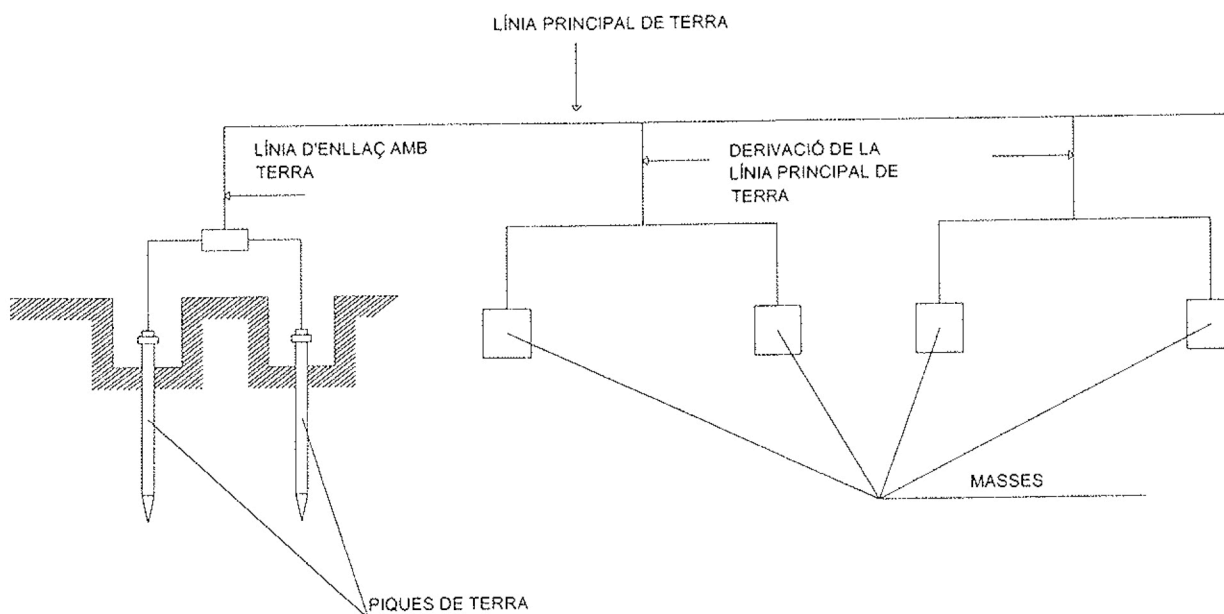 LÍNIA PRINCIPAL DE TERRA
LÍNIA D'ENLLAÇ AMB
TERRA
DERIVACIÓ DE LA
LÍNIA PRINCIPAL DE
TERRA
MASSES
PIQUES DE TERRA